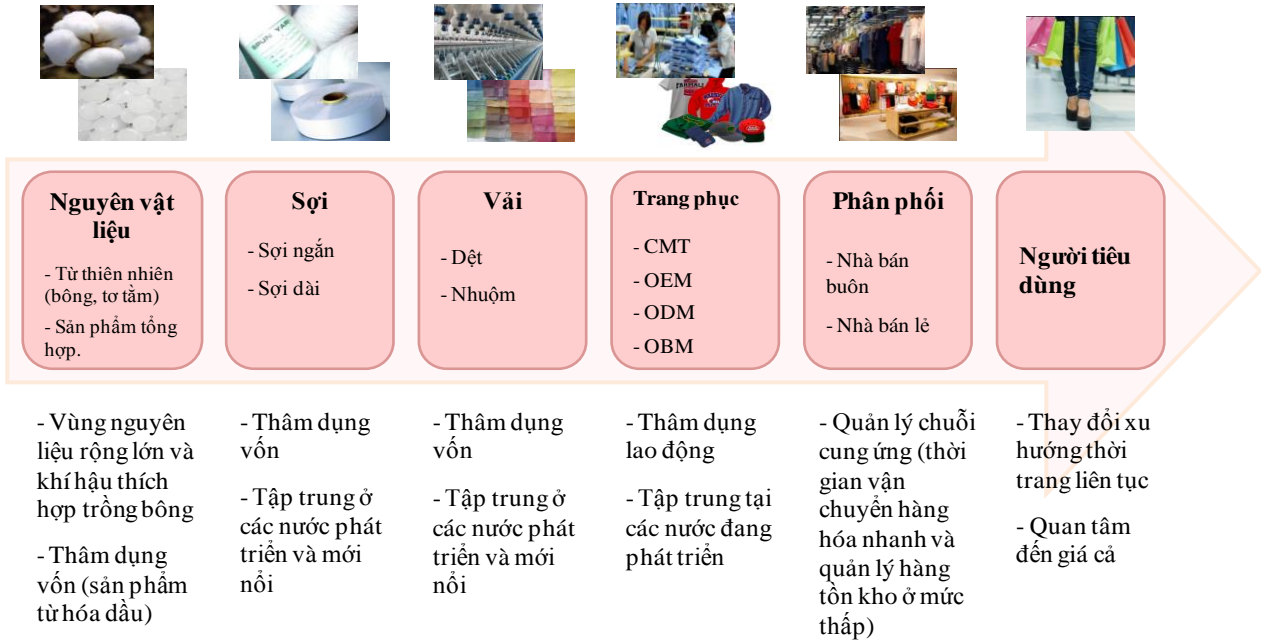 Nguyên vật
liệu
- Từ thiên nhiên
(bông, tơ tằm)
- Sản phẩm tổng
hợp.
Sợi
- Sợi ngắn
- Sợi dài
Vải
- Dệt
- Nhuộm
Trang phục
- CMT
- OEM
- ODM
- OBM
Phân phối
- Nhà bán
buôn
- Nhà bán lẻ
Người tiêu
dùng
- Vùng nguyên
liệu rộng lớn và
khí hậu thích
hợp trồng bông
- Thâm dụng
vốn (sản phẩm
từ hóa dầu)
- Thâm dụng
vốn
- Tập trung ở
các nước phát
triển và mới
nổi
- Thâm dụng
vốn
- Tập trung ở
các nước phát
triển và mới
nổi
- Thâm dụng
lao động
- Tập trung tại
các nước đang
phát triển
- Quản lý chuỗi
cung ứng (thời
gian vận
chuyển hàng
hóa nhanh và
quản lý hàng
tồn kho ở mức
thấp)
- Thay đổi xu
hướng thời
trang liên tục
- Quan tâm
đến giá cả